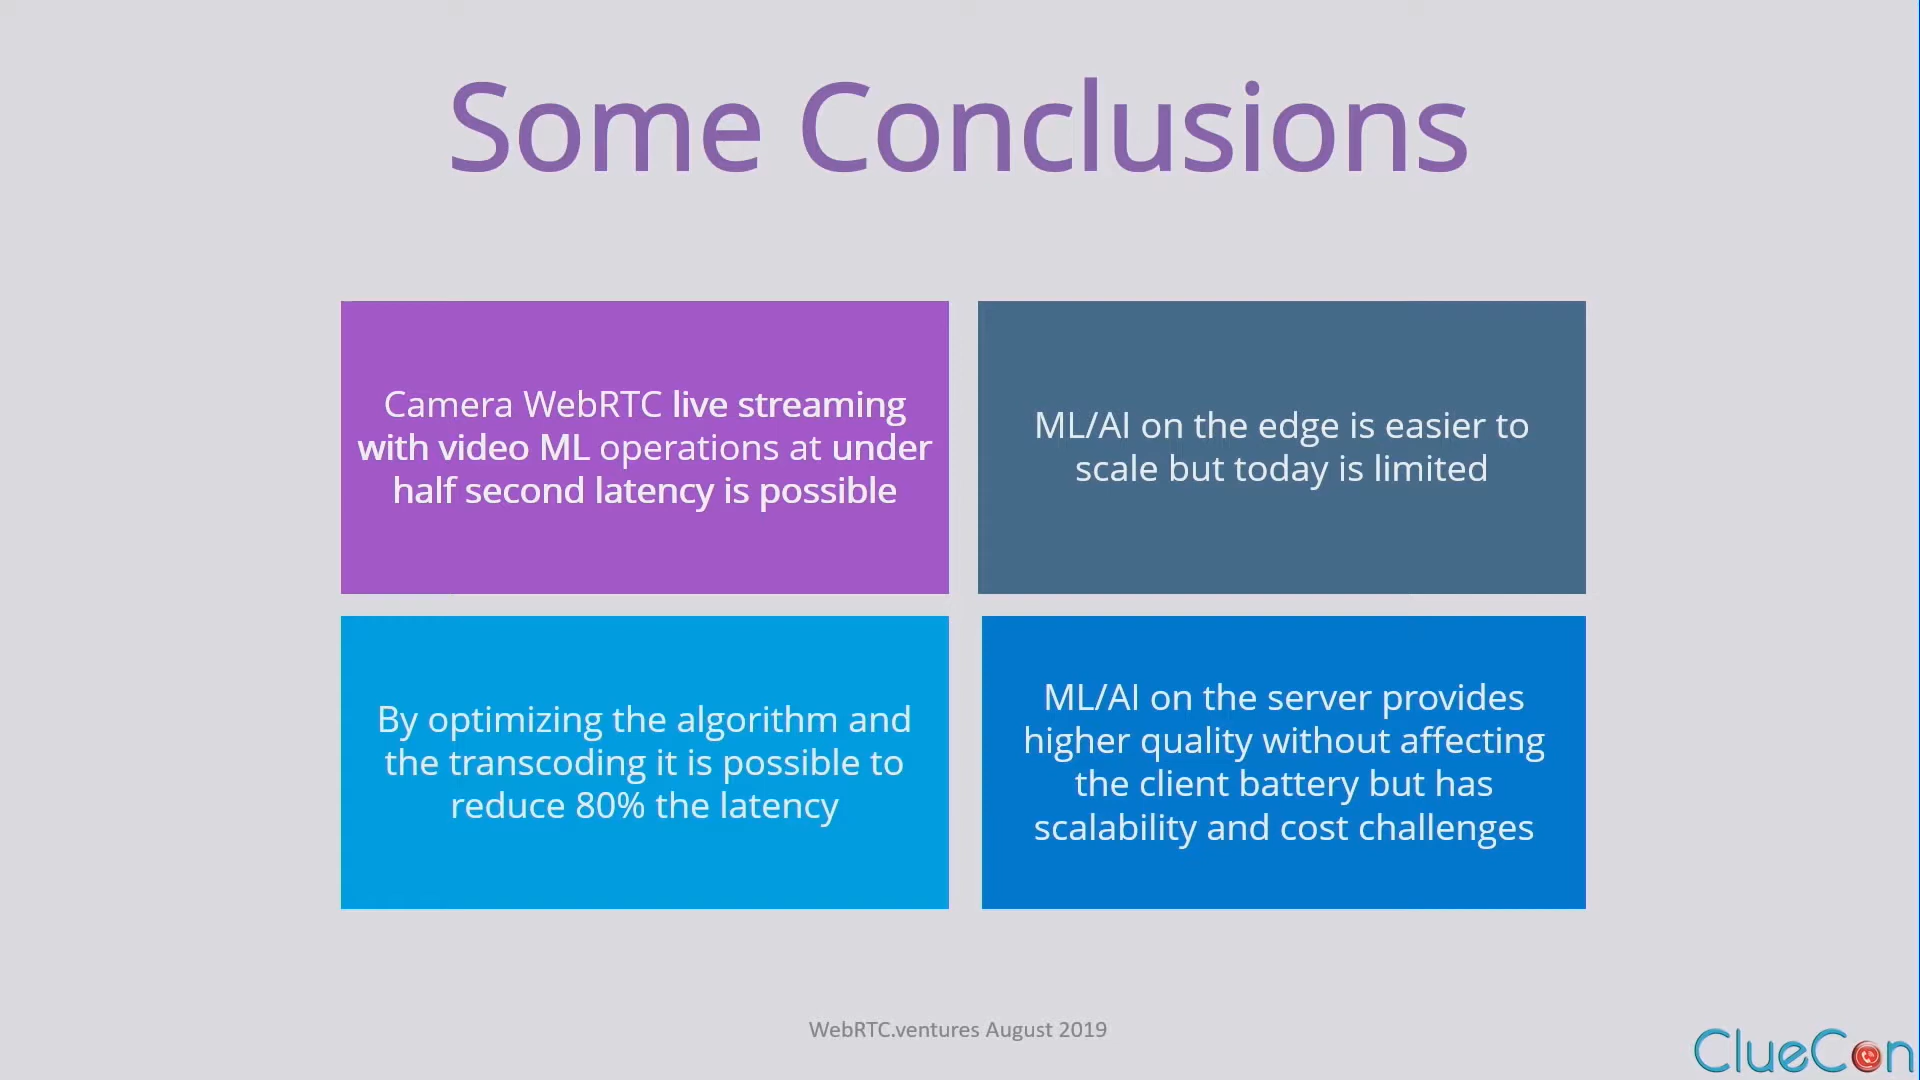 Some Conclusions
Camera WebRTC live streaming
with video ML operations at under
half second latency is possible
ML/AI on the edge is easier to
scale but today is limited
By optimizing the algorithm and
the transcoding it is possible to
reduce 80% the latency
ML/AI on the server provides
higher quality without affecting
the client battery but has
scalability and cost challenges
WebRTC.ventures August 2019
ClueCon